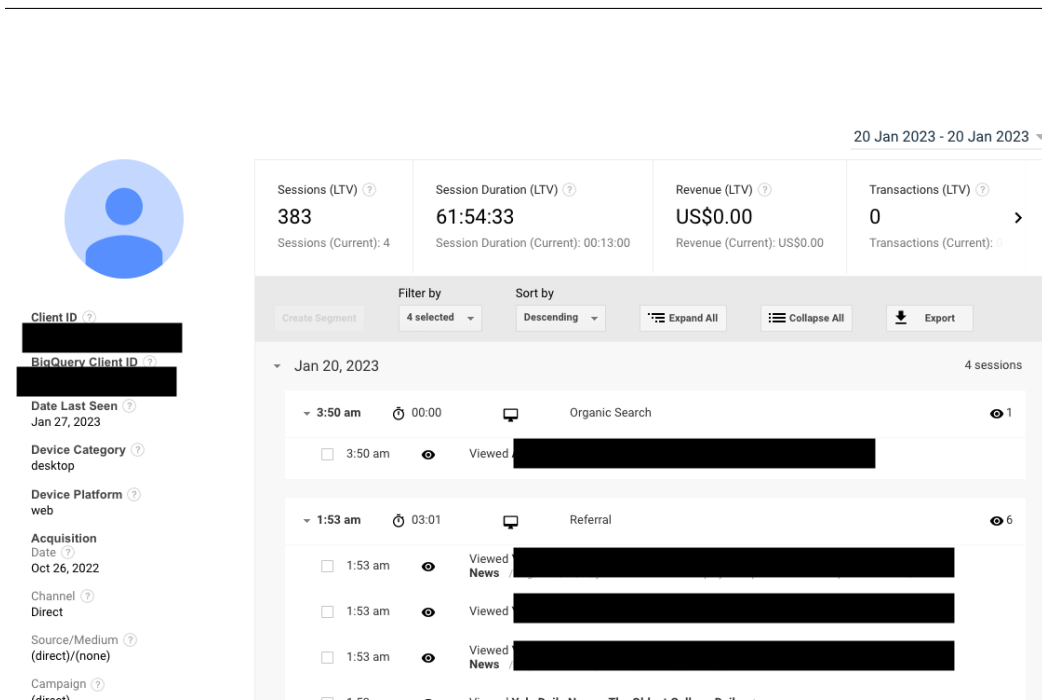 20 Jan 2023 - 20 Jan 2023
Client ID
BigQuery Client ID
Date Last Seen
Jan 27, 2023
Device Category
desktop
Device Platform
web
Acquisition
Date
Oct 26, 2022
Channel
Direct
Source/Medium
(direct)/(none)
Campaign
(direct)
Sessions (LTV)
383
Sessions (Current): 4
Session Duration (LTV)
61:54:33
Session Duration (Current): 00:13:00
Revenue (LTV)
US$0.00
Revenue (Current): US$0.00
Transactions (LTV)
0
Transactions (Current): 0
Create Segment
Filter by
4 selected
Sort by
Descending
Expand All
Collapse All
Export
Jan 20, 2023 4 sessions
3:50 am 00:00 Organic Search 1
3:50 am Viewed
1:53 am 03:01 Referral 6
1:53 am Viewed
News /
1:53 am Viewed
1:53 am Viewed
News /